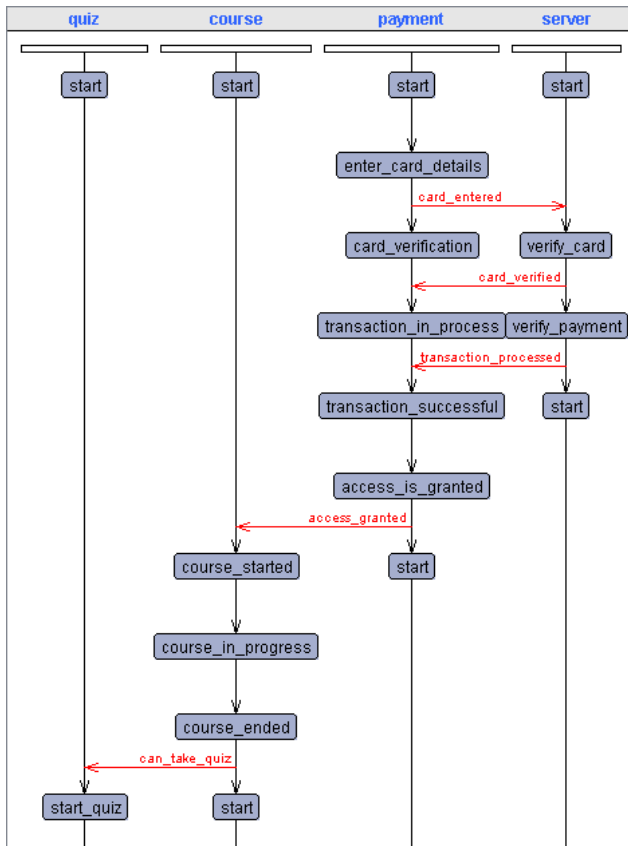 quiz course payment server
start start start start
enter_card_details
card_entered
card_verification verify_card
card_verified
transaction_in_process verify_payment
transaction_processed
transaction_successful start
access_is_granted
access_granted
course_started start
course_in_progress
course_ended
can_take_quiz
start_quiz start